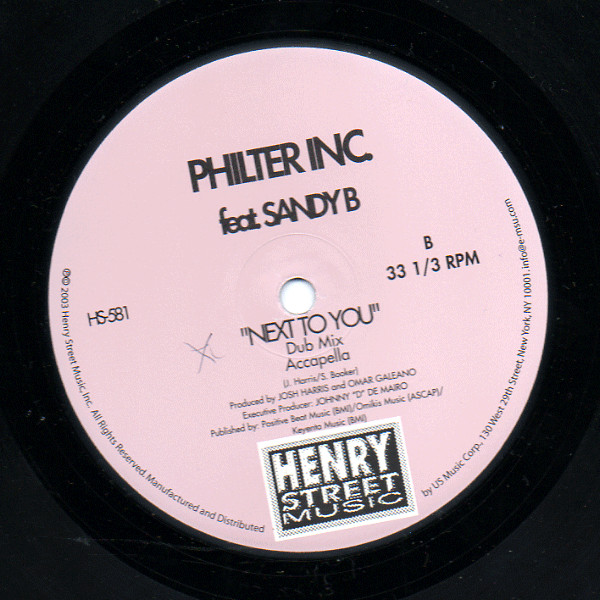 PHILTER INC.
feat. SANDY B
B
33 1/3 RPM
HS-581
"NEXT TO YOU"
Dub Mix
Accapella
(J. Harris/S. Booker)
Produced by JOSH HARRIS and OMAR GALEANO
Executive Producer: JOHNNY "D" DE MAIRO
Published by: Positive Beat Music (BMI)/Omilkis Music (ASCAP)/
Keyenta Music (BMI)
HENRY
STREET
MUSIC
℗© 2003 Henry Street Music, Inc. All Rights Reserved. Manufactured and Distributed
by US Music Corp., 130 West 29th Street, New York, NY 10001. info@e-msu.com